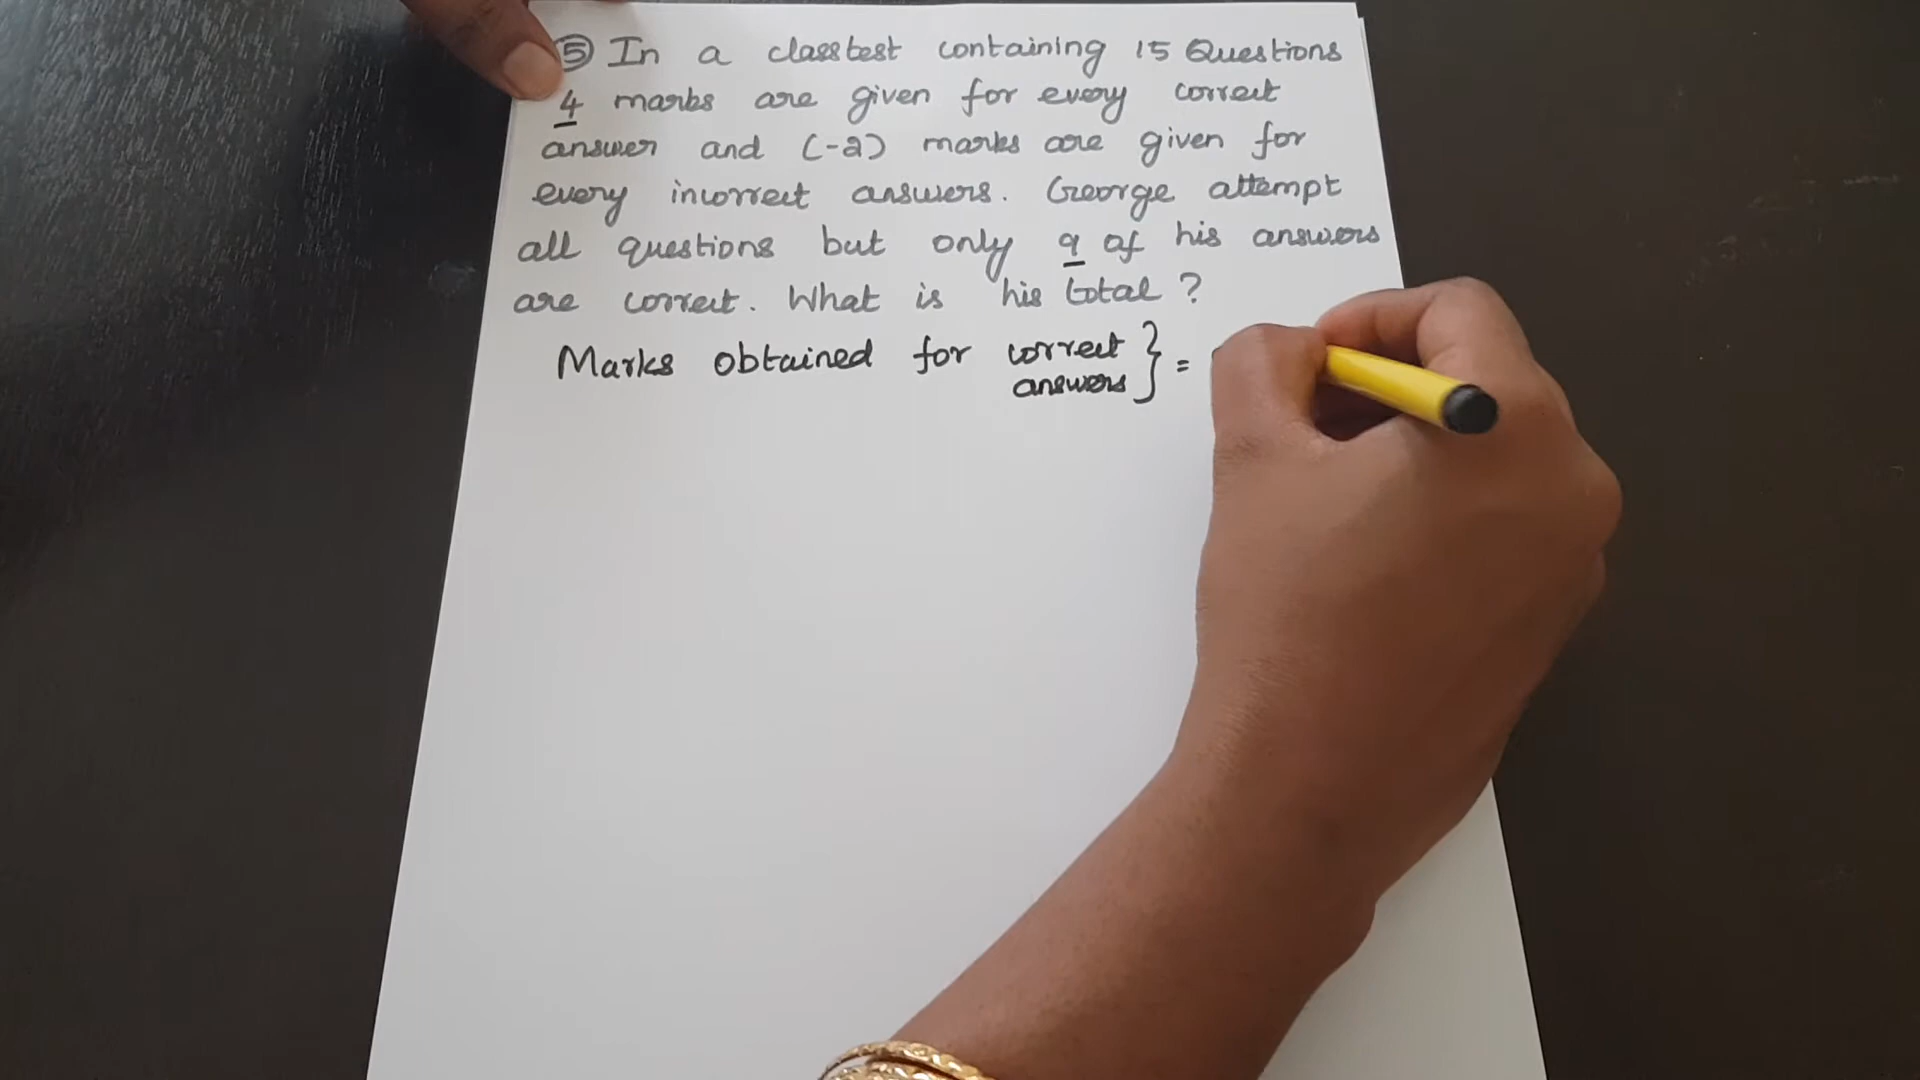 ⑤ In a classtest containing 15 Questions
4 marks are given for every correct
answer and (-2) marks are given for
every incorrect answers. George attempt
all questions but only 9 of his answers
are correct. What is his total ?
Marks obtained for correct } =
answers